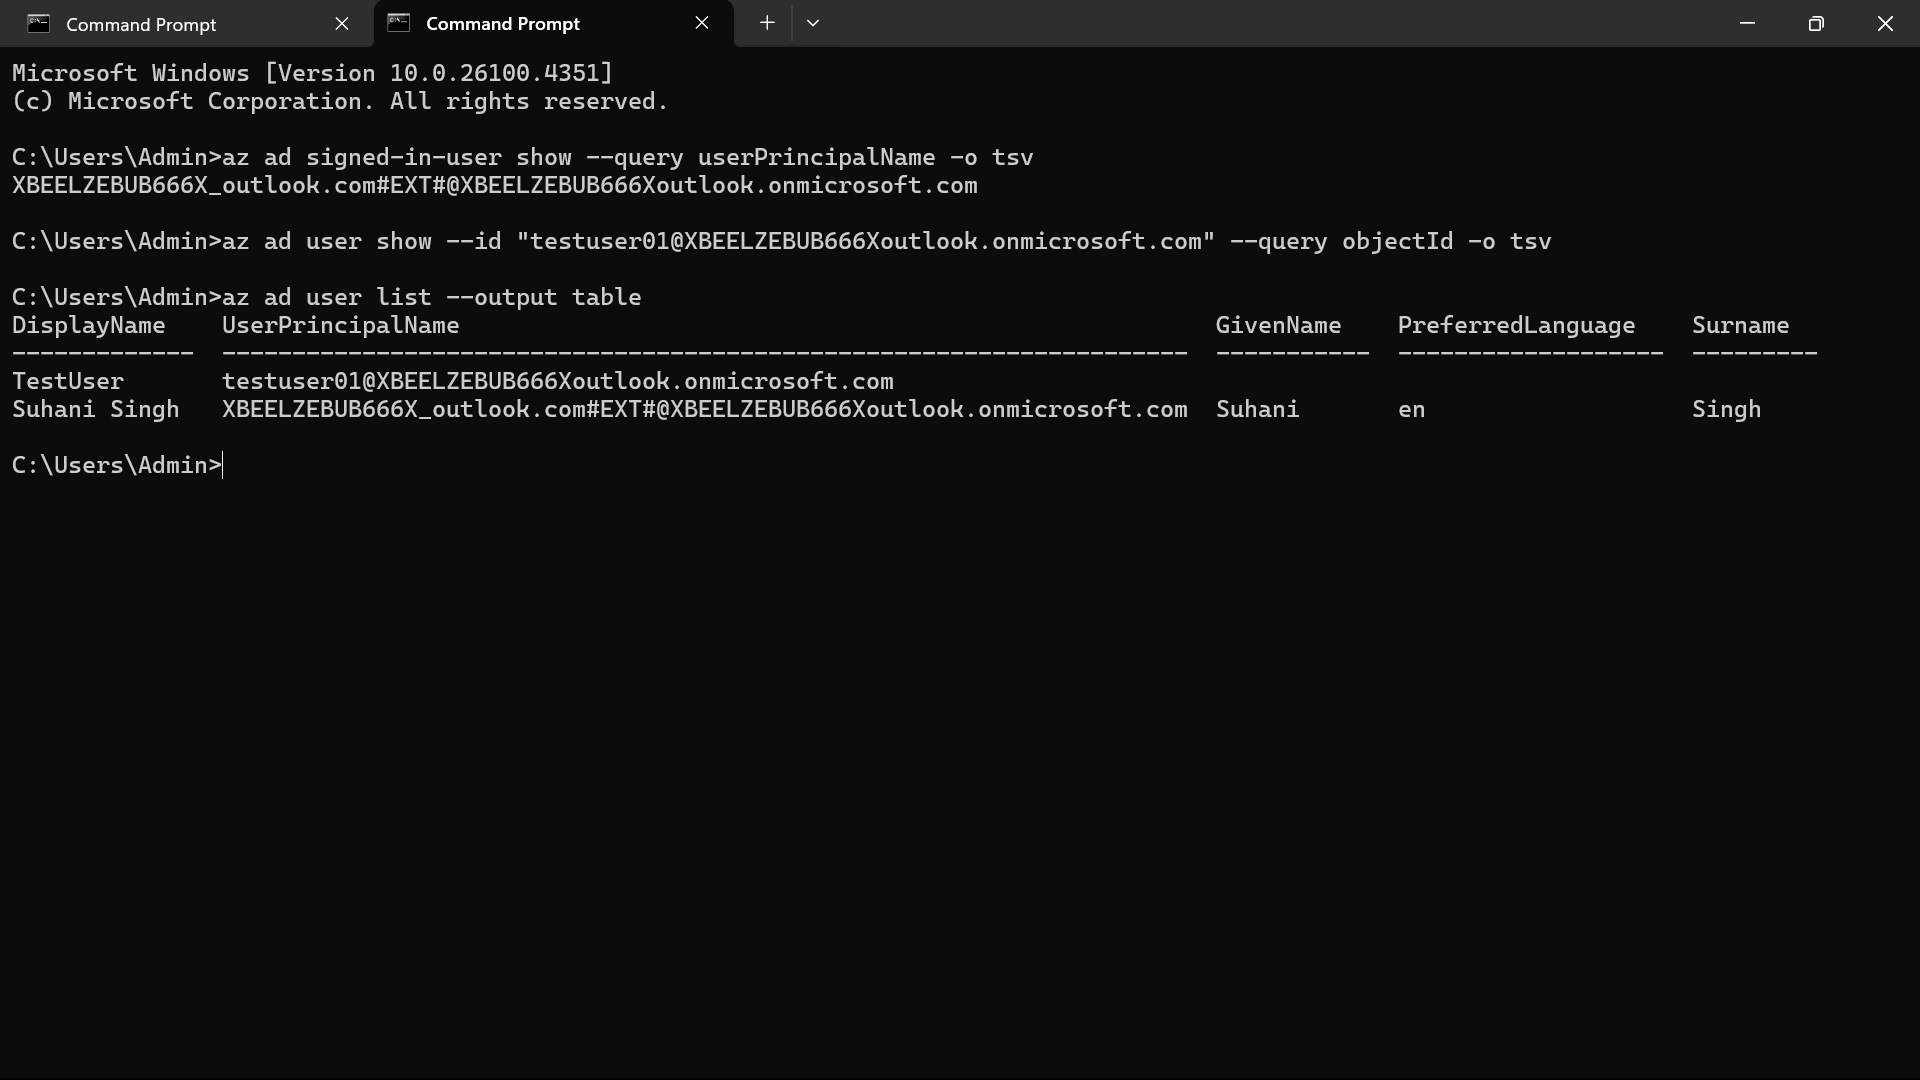 Command Prompt
Command Prompt
Microsoft Windows [Version 10.0.26100.4351]
(c) Microsoft Corporation. All rights reserved.
C:\Users\Admin>az ad signed-in-user show --query userPrincipalName -o tsv
XBEELZEBUB666X_outlook.com#EXT#@XBEELZEBUB666Xoutlook.onmicrosoft.com
C:\Users\Admin>az ad user show --id "testuser01@XBEELZEBUB666Xoutlook.onmicrosoft.com" --query objectId -o tsv
C:\Users\Admin>az ad user list --output table
DisplayName    UserPrincipalName                                                      GivenName    PreferredLanguage    Surname
-------------  ---------------------------------------------------------------------  -----------  -------------------  ---------
TestUser       testuser01@XBEELZEBUB666Xoutlook.onmicrosoft.com
Suhani Singh   XBEELZEBUB666X_outlook.com#EXT#@XBEELZEBUB666Xoutlook.onmicrosoft.com  Suhani       en                   Singh
C:\Users\Admin>